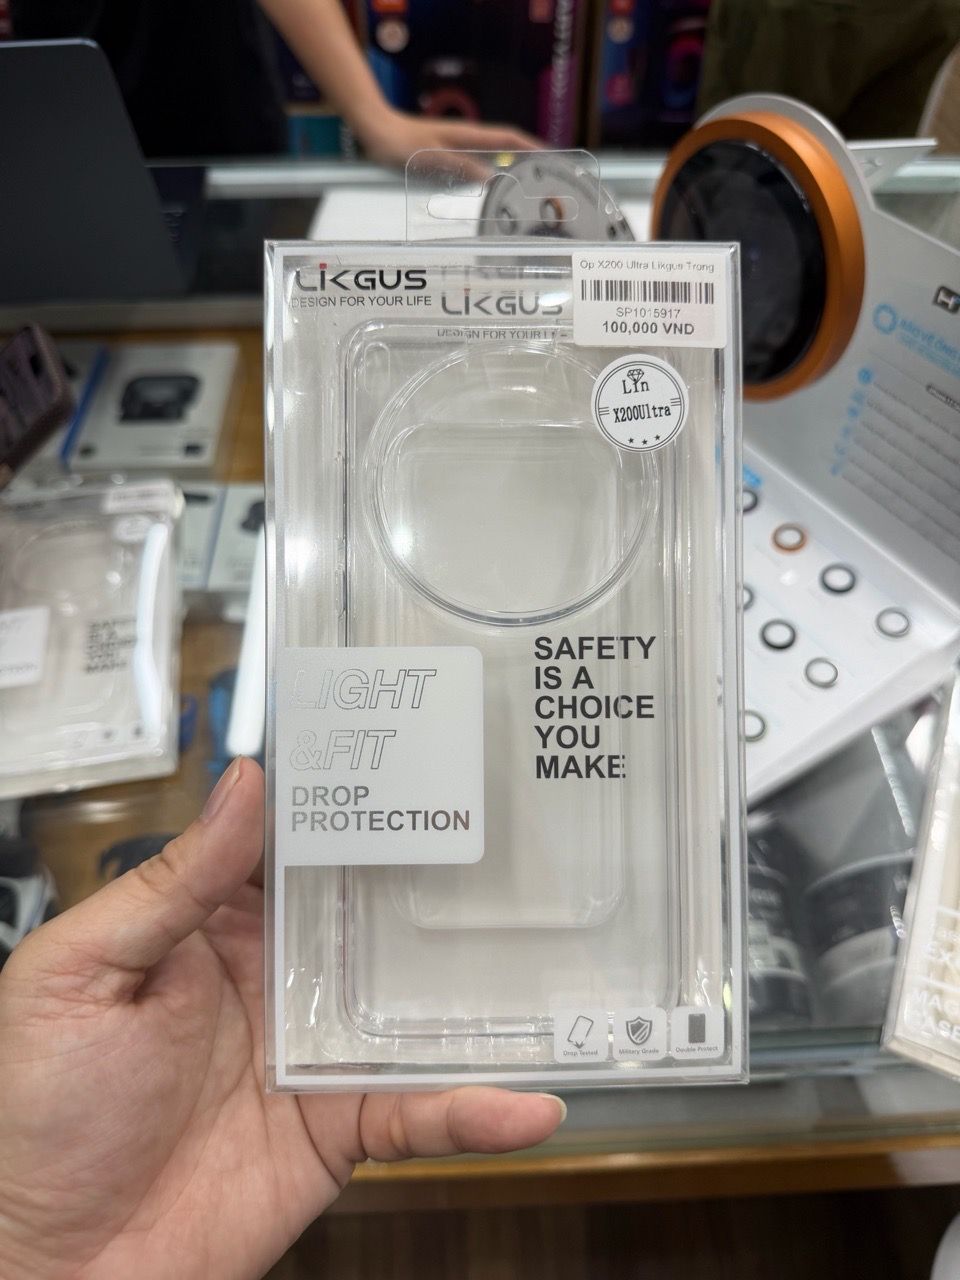 LIKGUS
DESIGN FOR YOUR LIFE
LIKGUS
DESIGN FOR YOUR LIFE
Op X200 Ultra Likgus Trong
SP1015917
100,000 VND
Lin
X200Ultra
SAFETY
IS A
CHOICE
YOU
MAKE
LIGHT
&FIT
DROP
PROTECTION
Drop Tested
Military Grade
Double Protect